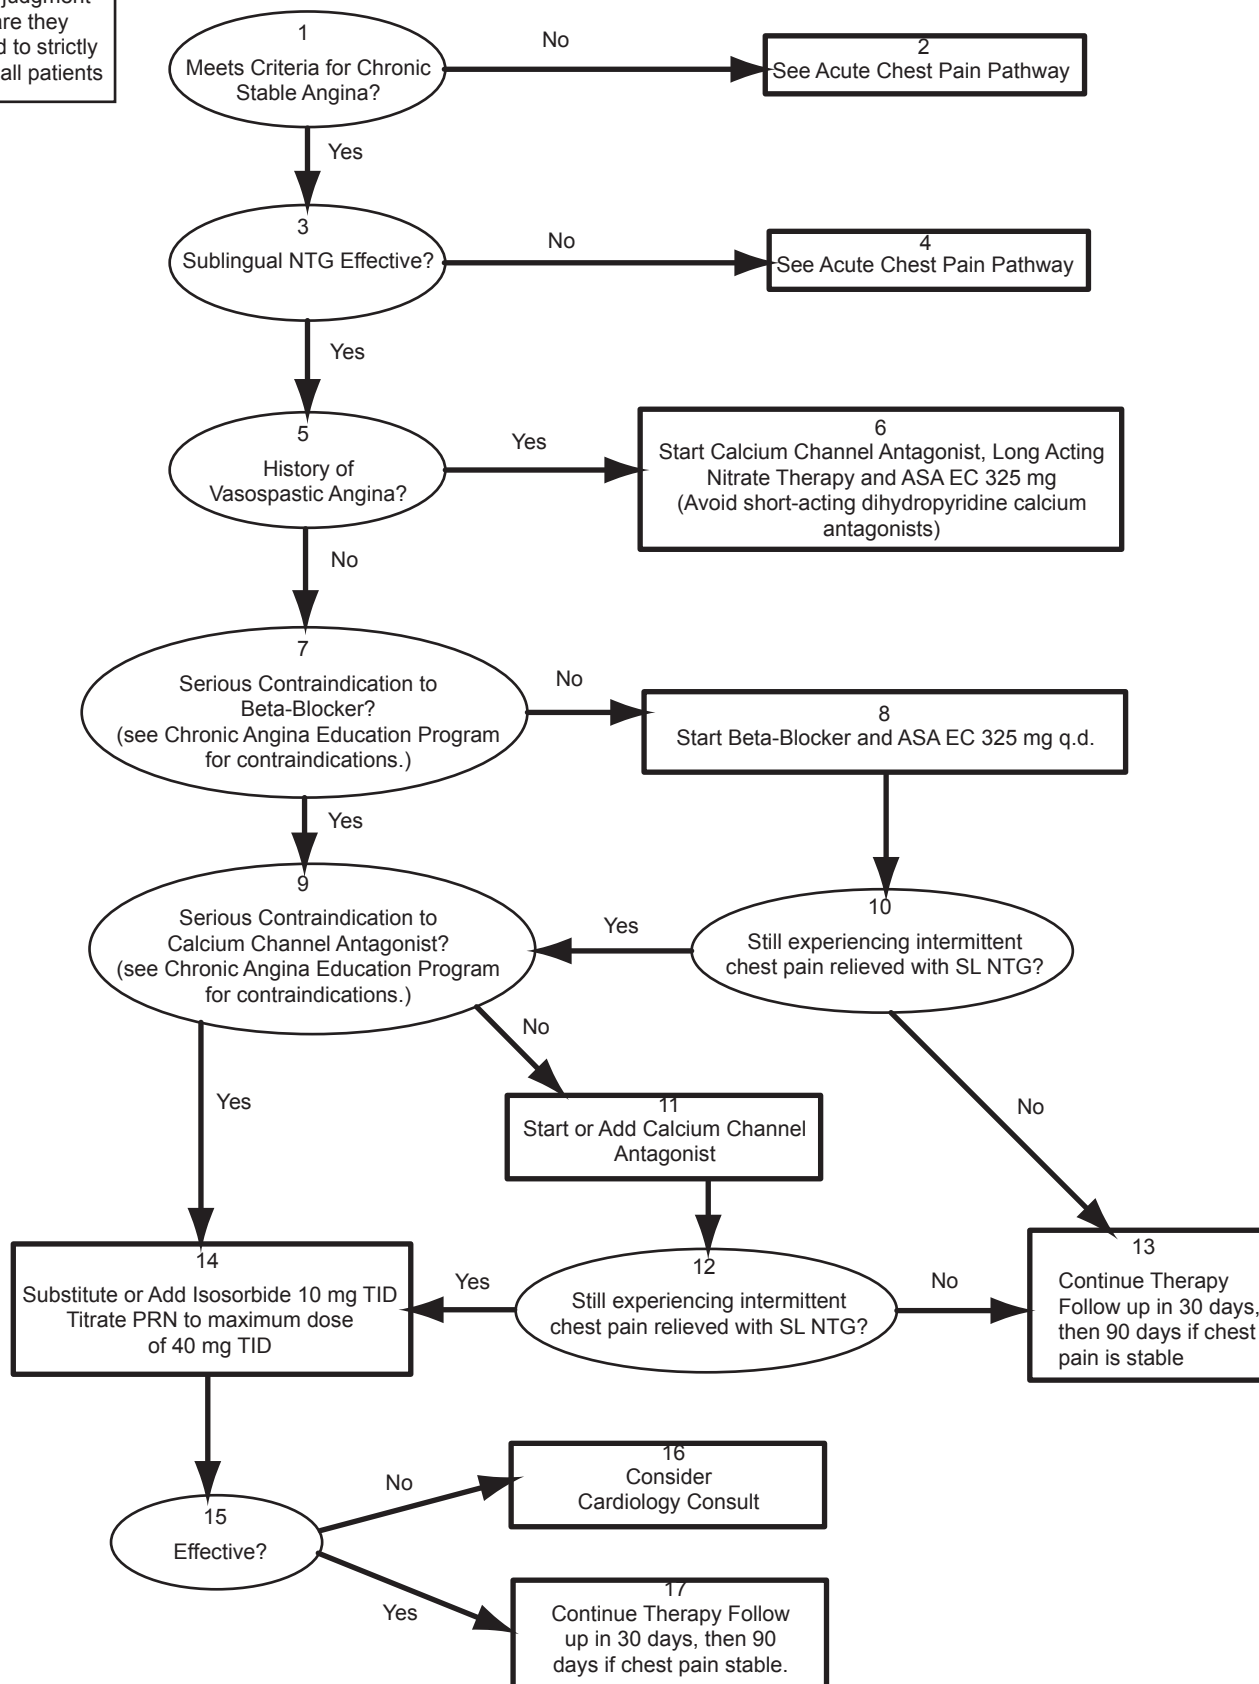 judgment
are they
d to strictly
all patients
1
Meets Criteria for Chronic
Stable Angina?
No
2
See Acute Chest Pain Pathway
Yes
3
Sublingual NTG Effective?
No
4
See Acute Chest Pain Pathway
Yes
5
History of
Vasospastic Angina?
Yes
6
Start Calcium Channel Antagonist, Long Acting
Nitrate Therapy and ASA EC 325 mg
(Avoid short-acting dihydropyridine calcium
antagonists)
No
7
Serious Contraindication to
Beta-Blocker?
(see Chronic Angina Education Program
for contraindications.)
No
8
Start Beta-Blocker and ASA EC 325 mg q.d.
Yes
9
Serious Contraindication to
Calcium Channel Antagonist?
(see Chronic Angina Education Program
for contraindications.)
Yes
10
Still experiencing intermittent
chest pain relieved with SL NTG?
No
11
Start or Add Calcium Channel
Antagonist
Yes
No
12
Still experiencing intermittent
chest pain relieved with SL NTG?
Yes
No
13
Continue Therapy
Follow up in 30 days,
then 90 days if chest
pain is stable
14
Substitute or Add Isosorbide 10 mg TID
Titrate PRN to maximum dose
of 40 mg TID
15
Effective?
No
16
Consider
Cardiology Consult
Yes
17
Continue Therapy Follow
up in 30 days, then 90
days if chest pain stable.